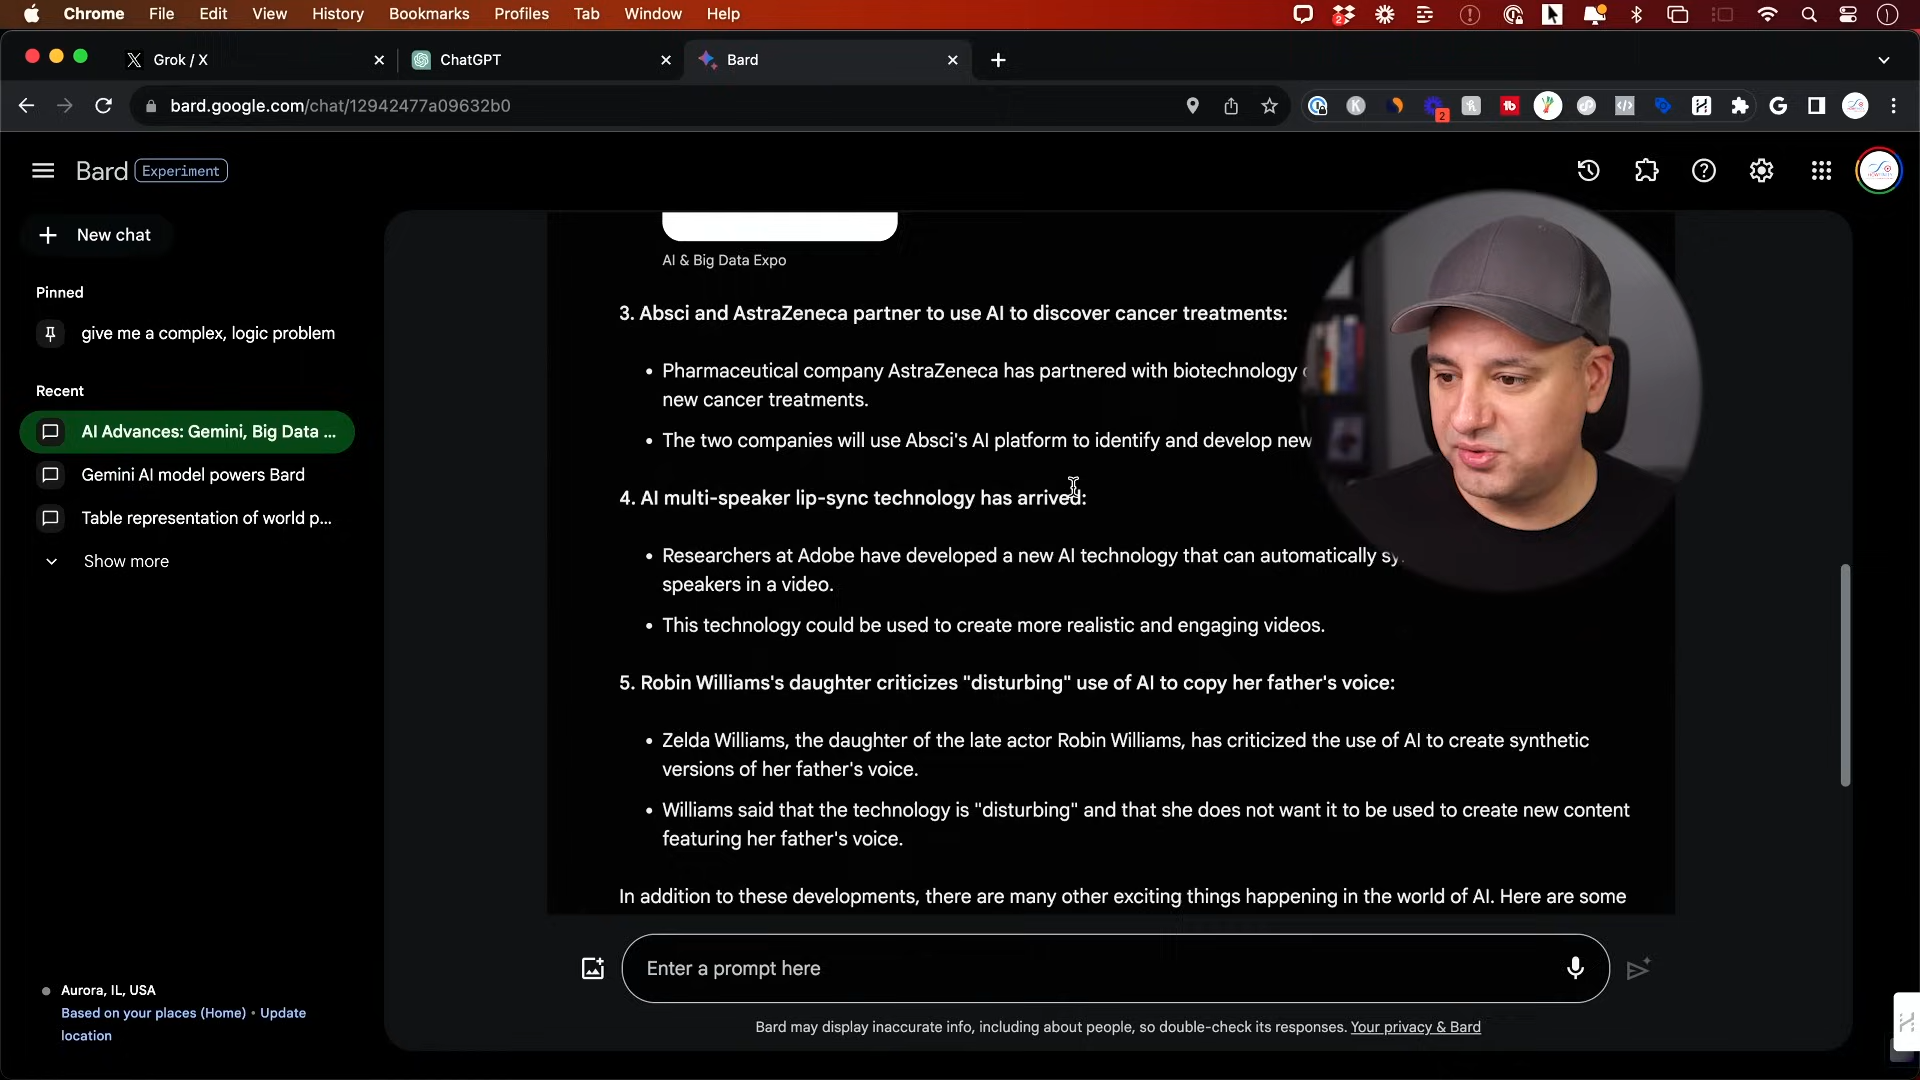 Chrome File Edit View History Bookmarks Profiles Tab Window Help
2
Grok / X
ChatGPT
Bard
bard.google.com/chat/12942477a09632b0
2
Bard Experiment
New chat
Pinned
give me a complex, logic problem
Recent
AI Advances: Gemini, Big Data ...
Gemini AI model powers Bard
Table representation of world p...
Show more
Aurora, IL, USA
Based on your places (Home) • Update
location
AI & Big Data Expo
3. Absci and AstraZeneca partner to use AI to discover cancer treatments:
• Pharmaceutical company AstraZeneca has partnered with biotechnology
new cancer treatments.
• The two companies will use Absci's AI platform to identify and develop new
4. AI multi-speaker lip-sync technology has arrived:
• Researchers at Adobe have developed a new AI technology that can automatically
speakers in a video.
• This technology could be used to create more realistic and engaging videos.
5. Robin Williams's daughter criticizes "disturbing" use of AI to copy her father's voice:
• Zelda Williams, the daughter of the late actor Robin Williams, has criticized the use of AI to create synthetic
versions of her father's voice.
• Williams said that the technology is "disturbing" and that she does not want it to be used to create new content
featuring her father's voice.
In addition to these developments, there are many other exciting things happening in the world of AI. Here are some
Enter a prompt here
Bard may display inaccurate info, including about people, so double-check its responses. Your privacy & Bard